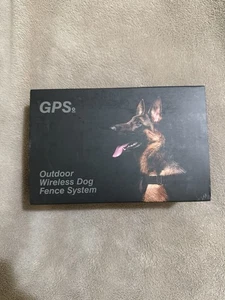 GPS
Outdoor
Wireless Dog
Fence System